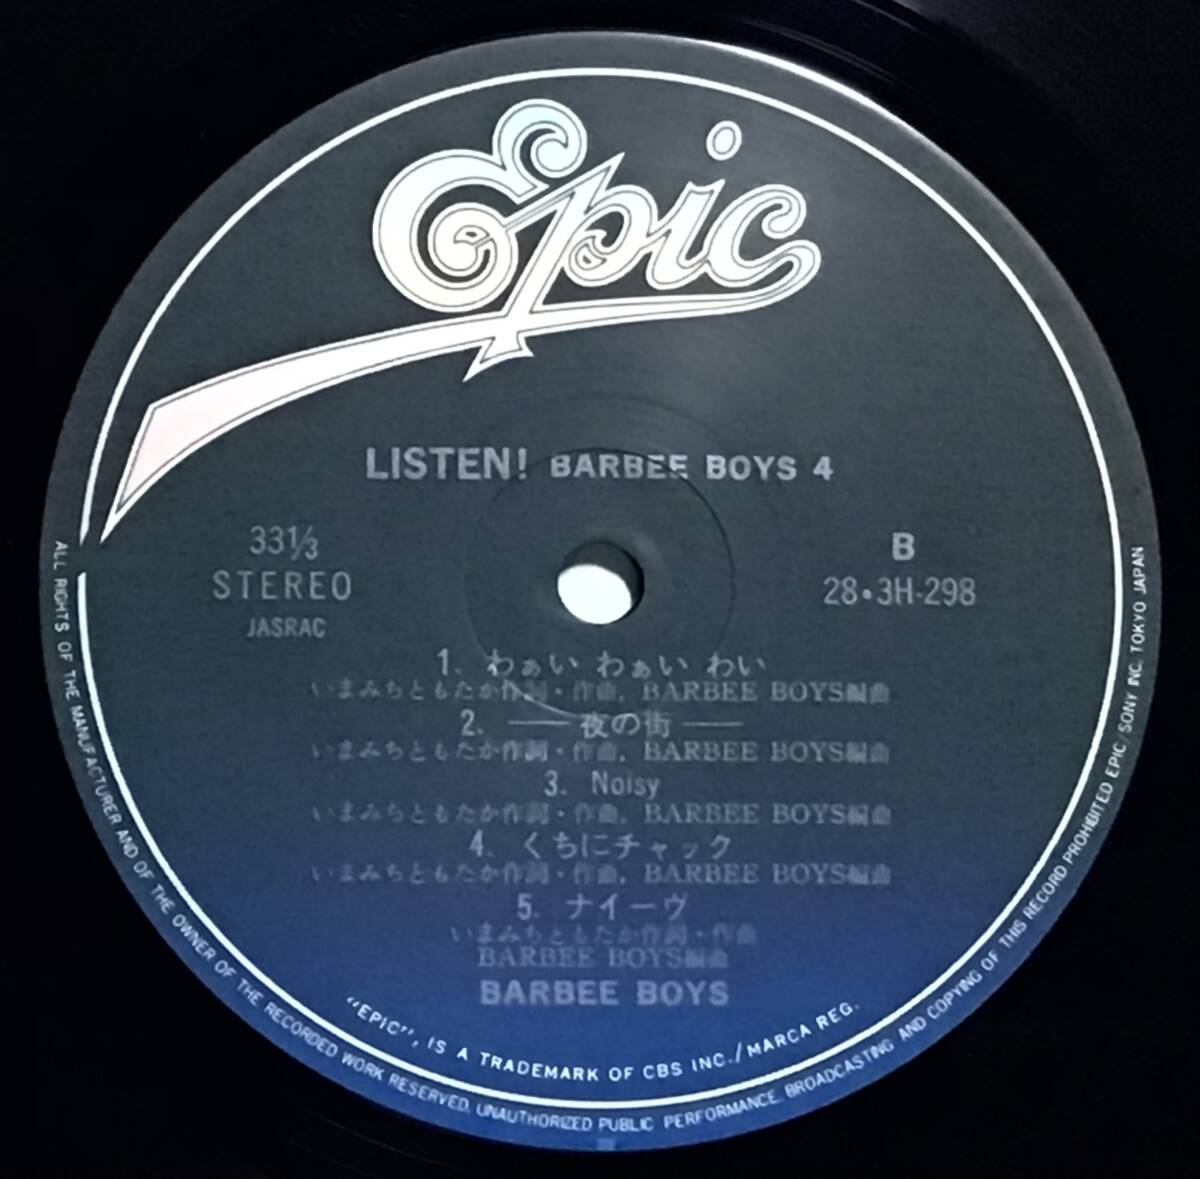 Epic
LISTEN! BARBEE BOYS 4
33 1/3
STEREO
JASRAC
B
28・3H-298
1. わぁい わぁい わい
いまみちともたか作詞・作曲, BARBEE BOYS編曲
2. ── 夜の街 ──
いまみちともたか作詞・作曲, BARBEE BOYS編曲
3. Noisy
いまみちともたか作詞・作曲, BARBEE BOYS編曲
4. くちにチャック
いまみちともたか作詞・作曲, BARBEE BOYS編曲
5. ナイーヴ
いまみちともたか作詞・作曲
BARBEE BOYS編曲
BARBEE BOYS
"EPIC", IS A TRADEMARK OF CBS INC./MARCA REG.
ALL RIGHTS OF THE MANUFACTURER AND OF THE OWNER OF THE RECORDED WORK RESERVED. UNAUTHORIZED PUBLIC PERFORMANCE, BROADCASTING AND COPYING OF THIS RECORD PROHIBITED EPIC/SONY INC. TOKYO JAPAN